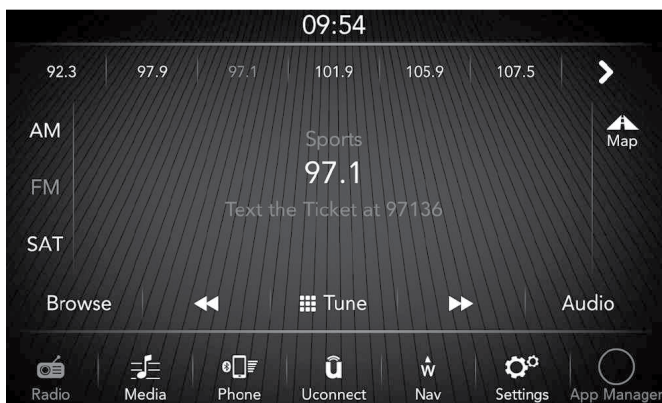 09:54
92.3 97.9 97.1 101.9 105.9 107.5
AM
Map
Sports
97.1
FM
Text the Ticket at 97136
SAT
Browse Tune Audio
û W
Radio Media Phone Uconnect Nav Settings App Manager